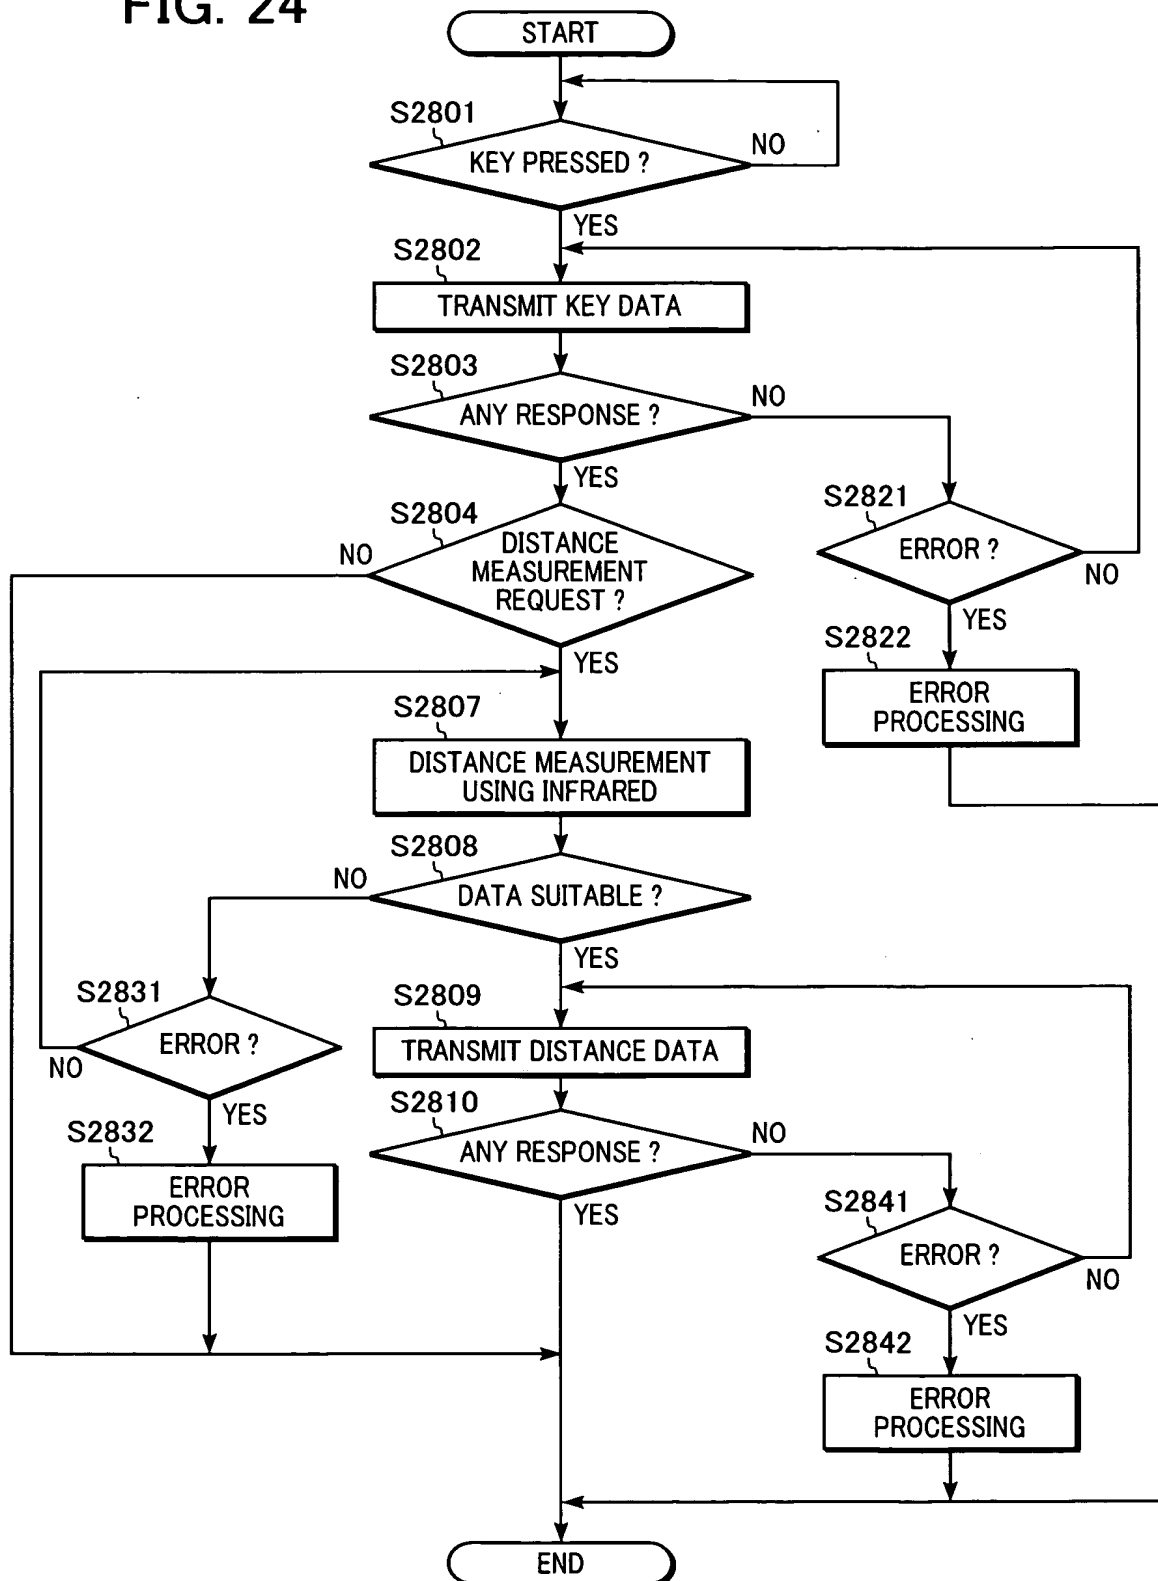 FIG. 24
START
S2801
KEY PRESSED ?
NO
YES
S2802
TRANSMIT KEY DATA
S2803
ANY RESPONSE ?
NO
YES
S2804
DISTANCE
MEASUREMENT
REQUEST ?
NO
YES
S2821
ERROR ?
NO
YES
S2822
ERROR
PROCESSING
S2807
DISTANCE MEASUREMENT
USING INFRARED
S2808
DATA SUITABLE ?
NO
YES
S2831
ERROR ?
NO
YES
S2832
ERROR
PROCESSING
S2809
TRANSMIT DISTANCE DATA
S2810
ANY RESPONSE ?
NO
YES
S2841
ERROR ?
NO
YES
S2842
ERROR
PROCESSING
END